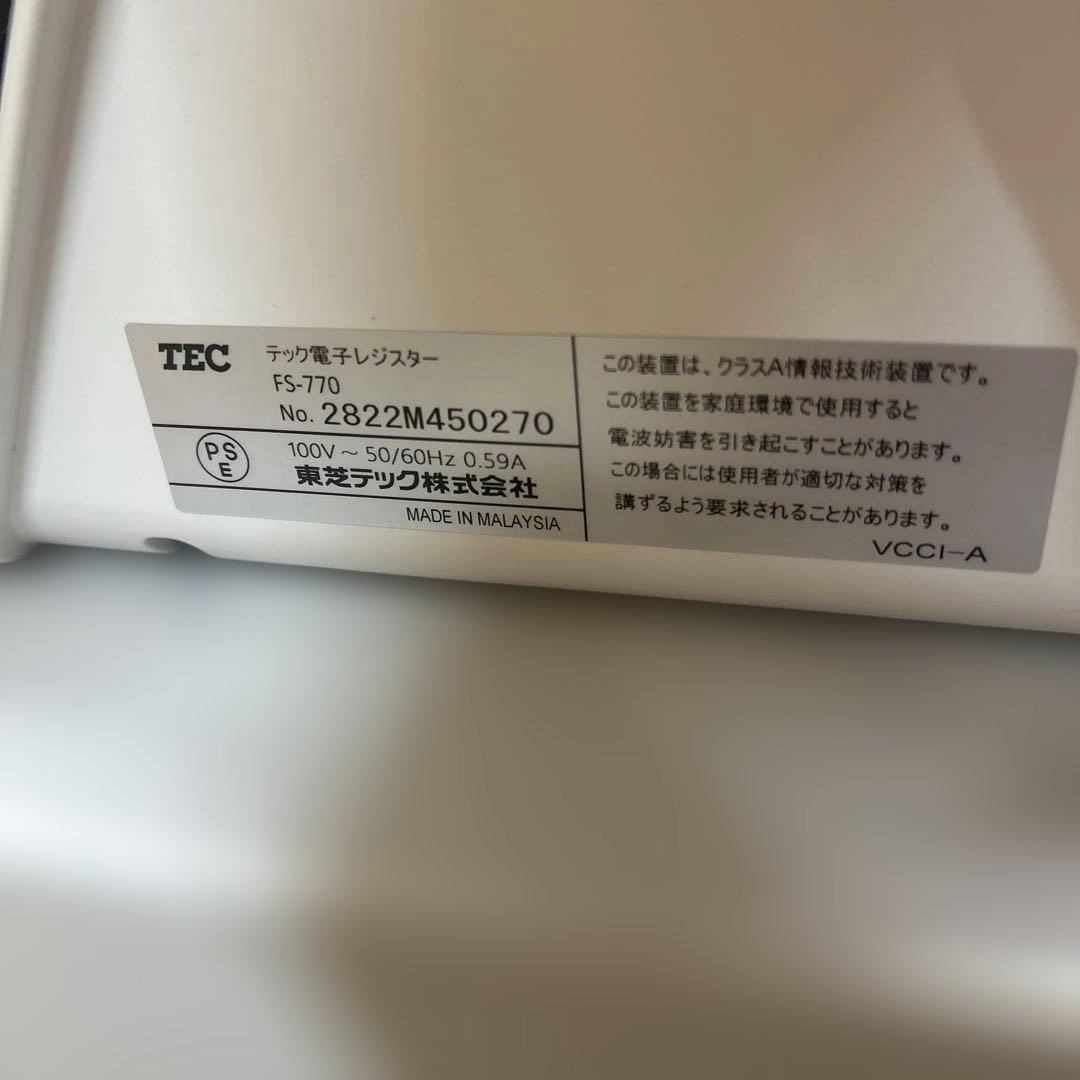 TEC テック電子レジスター
FS-770
No. 2822M450270
PSE 100V ~ 50/60Hz 0.59A
東芝テック株式会社
MADE IN MALAYSIA
この装置は、クラスA情報技術装置です。
この装置を家庭環境で使用すると
電波妨害を引き起こすことがあります。
この場合には使用者が適切な対策を
講ずるよう要求されることがあります。
VCCI-A